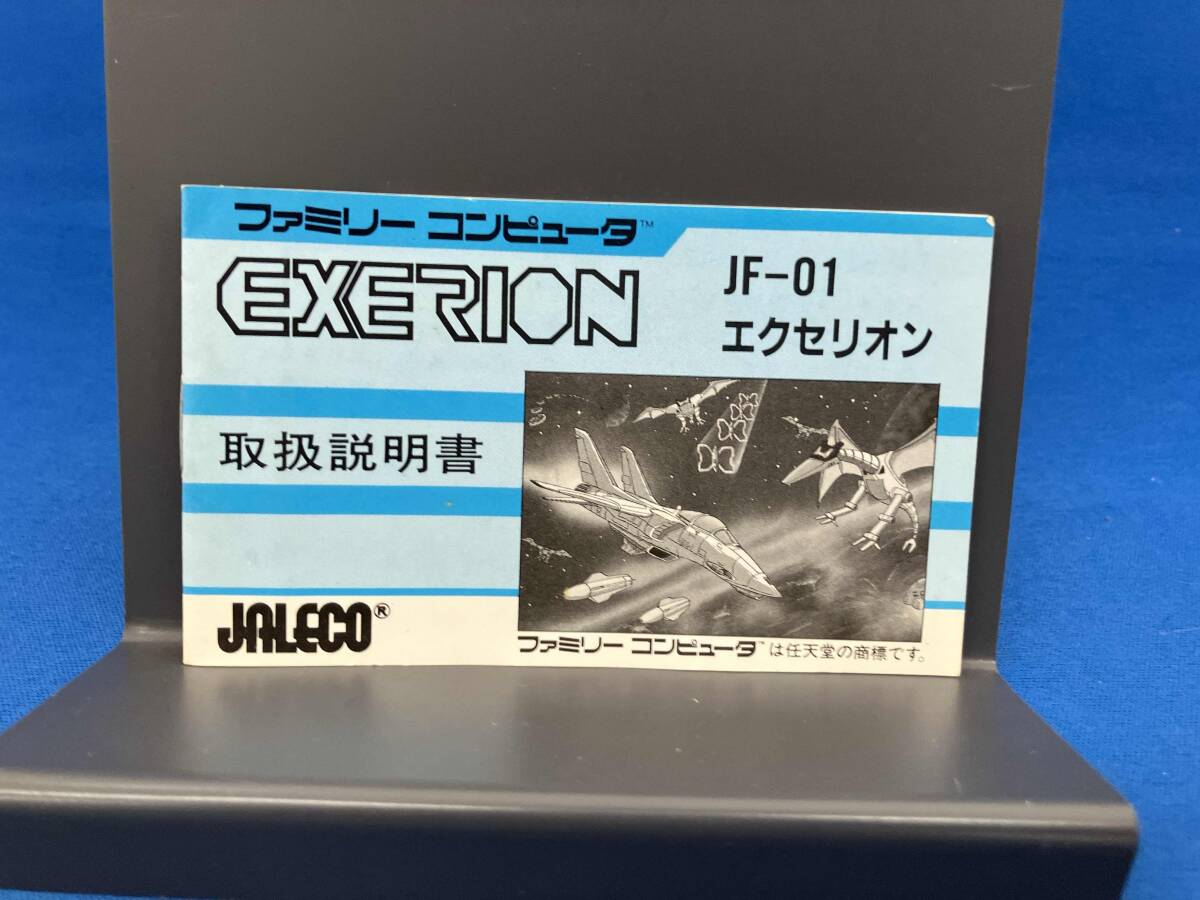 ファミリー コンピュータ™
EXERION
JF-01
エクセリオン
取扱説明書
JALECO®
ファミリー コンピュータ™は任天堂の商標です。